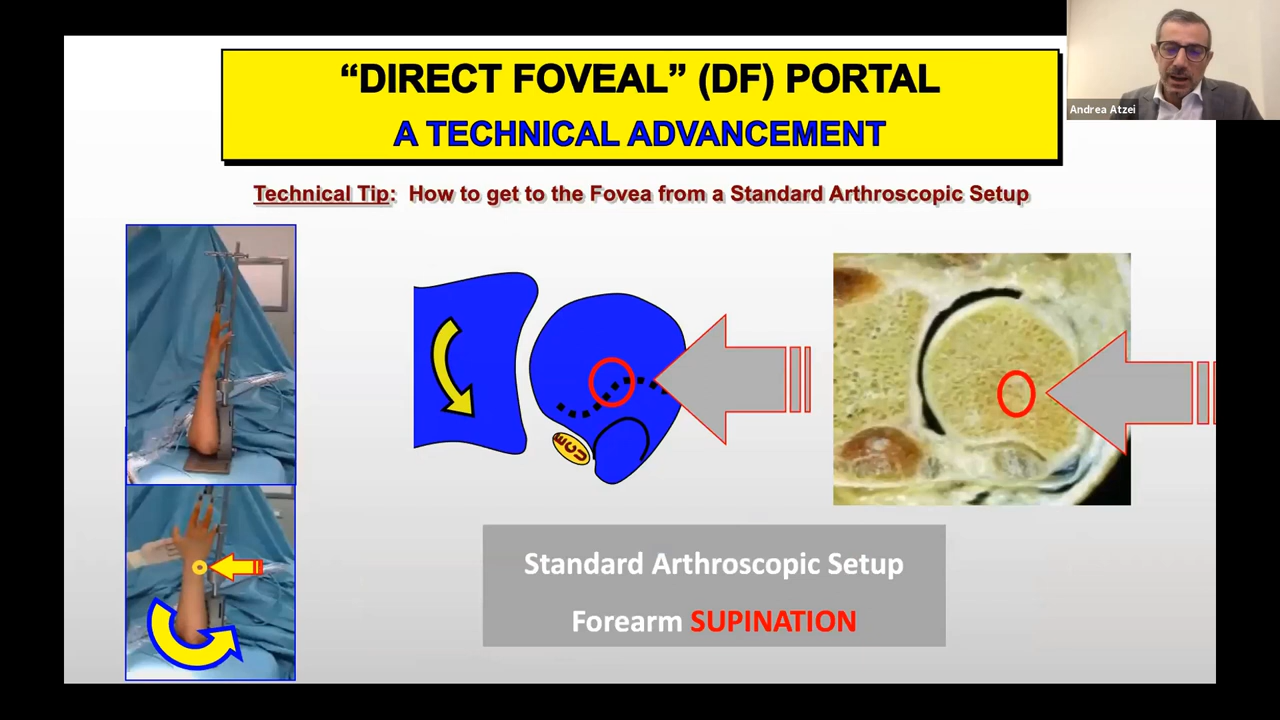 “DIRECT FOVEAL” (DF) PORTAL
A TECHNICAL ADVANCEMENT
Andrea Atzei
Technical Tip: How to get to the Fovea from a Standard Arthroscopic Setup
ECU
Standard Arthroscopic Setup
Forearm SUPINATION